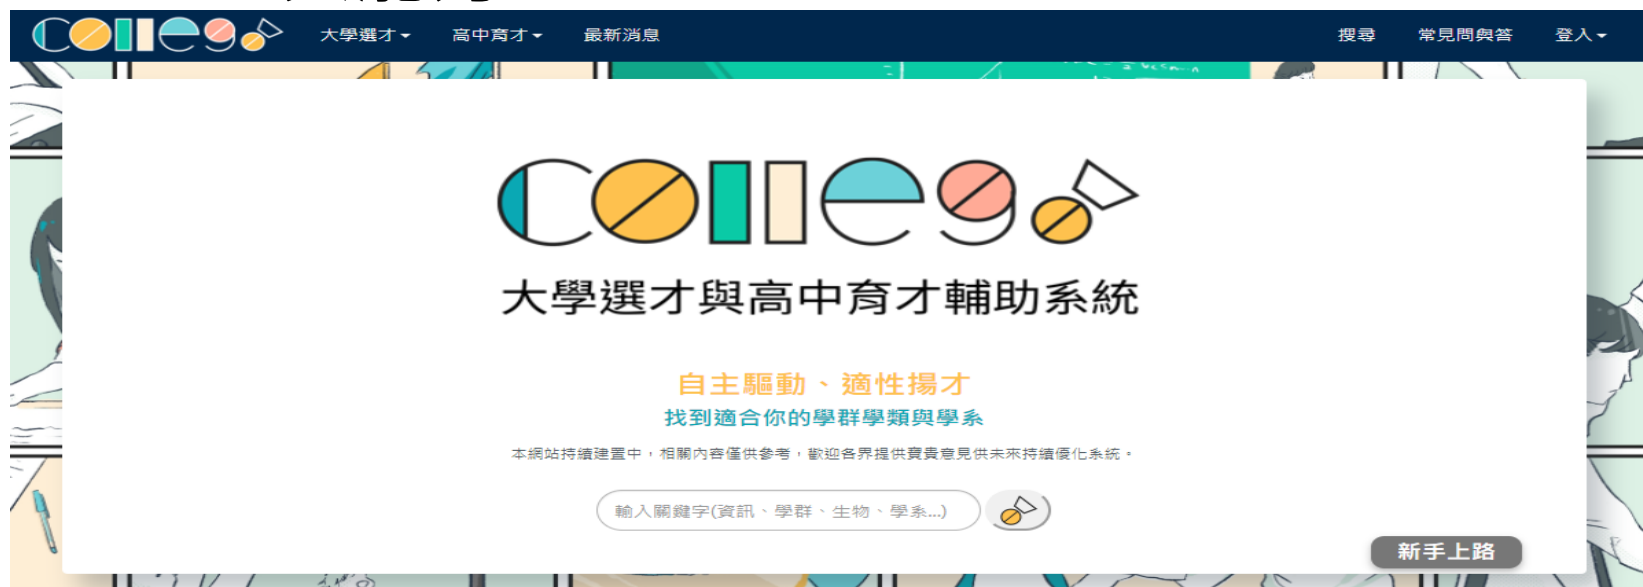 Collego 大學選才 高中育才 最新消息 搜尋 常見問與答 登入
Collego
大學選才與高中育才輔助系統
自主驅動、適性揚才
找到適合你的學群學類與學系
本網站持續建置中，相關內容僅供參考，歡迎各界提供寶貴意見供未來持續優化系統。
輸入關鍵字(資訊、學群、生物、學系...)
新手上路